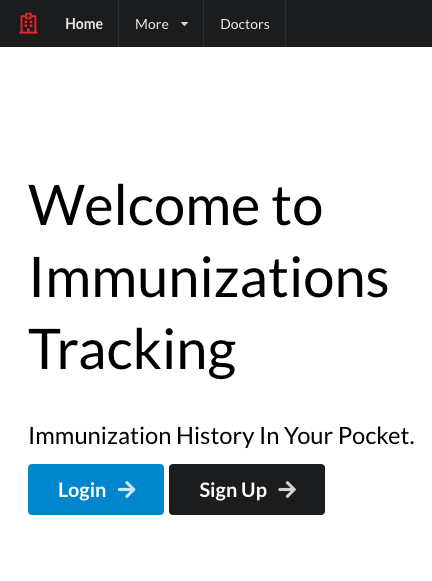 Home More Doctors
Welcome to
Immunizations
Tracking
Immunization History In Your Pocket.
Login Sign Up